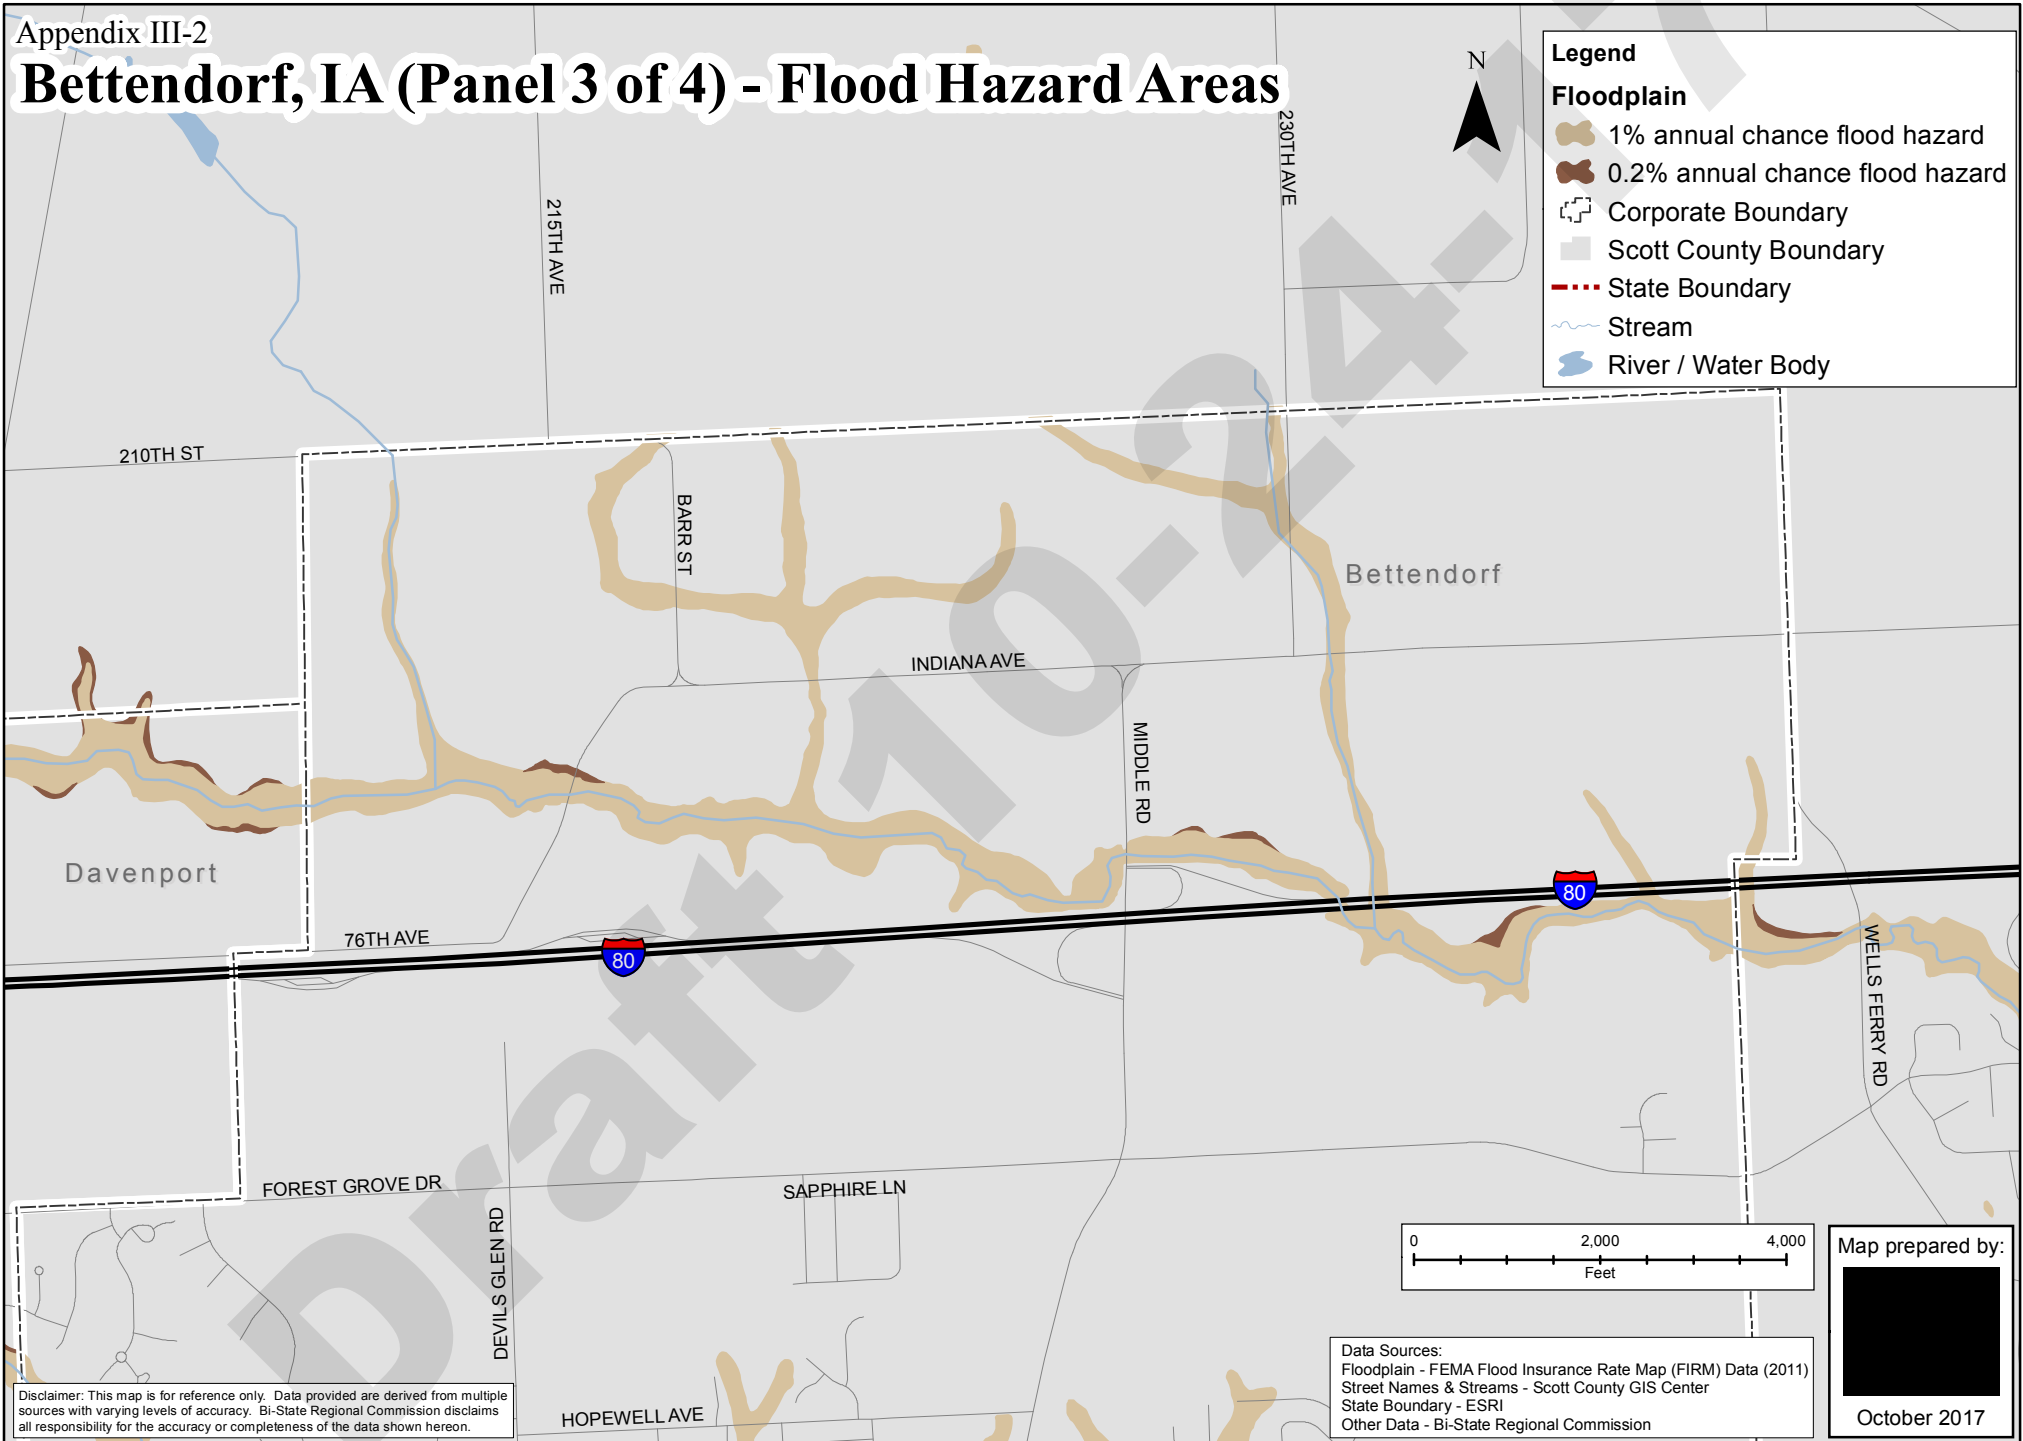 Appendix III-2
Bettendorf, IA (Panel 3 of 4) - Flood Hazard Areas
N
Legend
Floodplain
1% annual chance flood hazard
0.2% annual chance flood hazard
Corporate Boundary
Scott County Boundary
State Boundary
Stream
River / Water Body
230TH AVE
215TH AVE
210TH ST
BARR ST
Bettendorf
INDIANA AVE
MIDDLE RD
Davenport
80
76TH AVE
80
WELLS FERRY RD
FOREST GROVE DR
SAPPHIRE LN
DEVILS GLEN RD
HOPEWELL AVE
Draft 10-24-17
0 2,000 4,000
Feet
Map prepared by:
October 2017
Data Sources:
Floodplain - FEMA Flood Insurance Rate Map (FIRM) Data (2011)
Street Names & Streams - Scott County GIS Center
State Boundary - ESRI
Other Data - Bi-State Regional Commission
Disclaimer: This map is for reference only. Data provided are derived from multiple
sources with varying levels of accuracy. Bi-State Regional Commission disclaims
all responsibility for the accuracy or completeness of the data shown hereon.